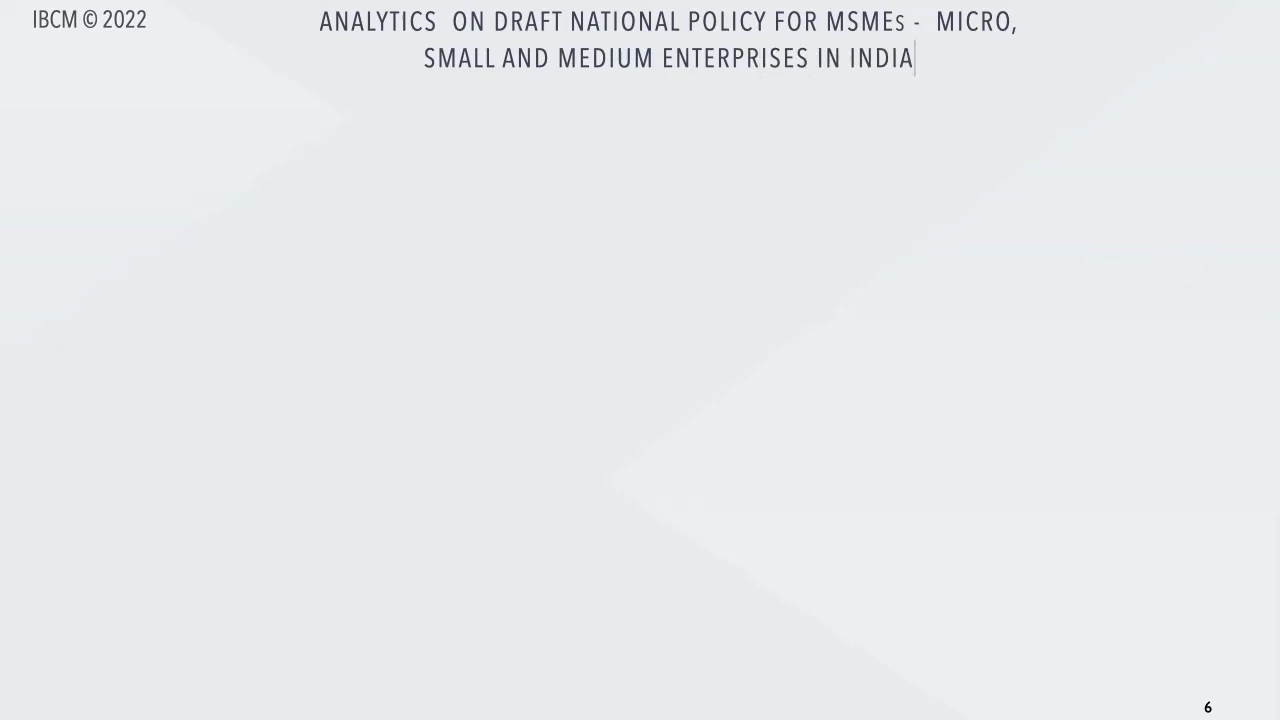 IBCM © 2022
ANALYTICS ON DRAFT NATIONAL POLICY FOR MSMEs - MICRO,
SMALL AND MEDIUM ENTERPRISES IN INDIA
6